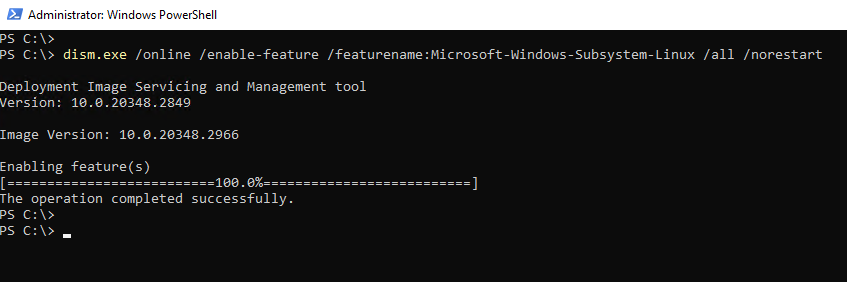 Administrator: Windows PowerShell
PS C:\>
PS C:\> dism.exe /online /enable-feature /featurename:Microsoft-Windows-Subsystem-Linux /all /norestart
Deployment Image Servicing and Management tool
Version: 10.0.20348.2849
Image Version: 10.0.20348.2966
Enabling feature(s)
[==========================100.0%==========================]
The operation completed successfully.
PS C:\>
PS C:\>